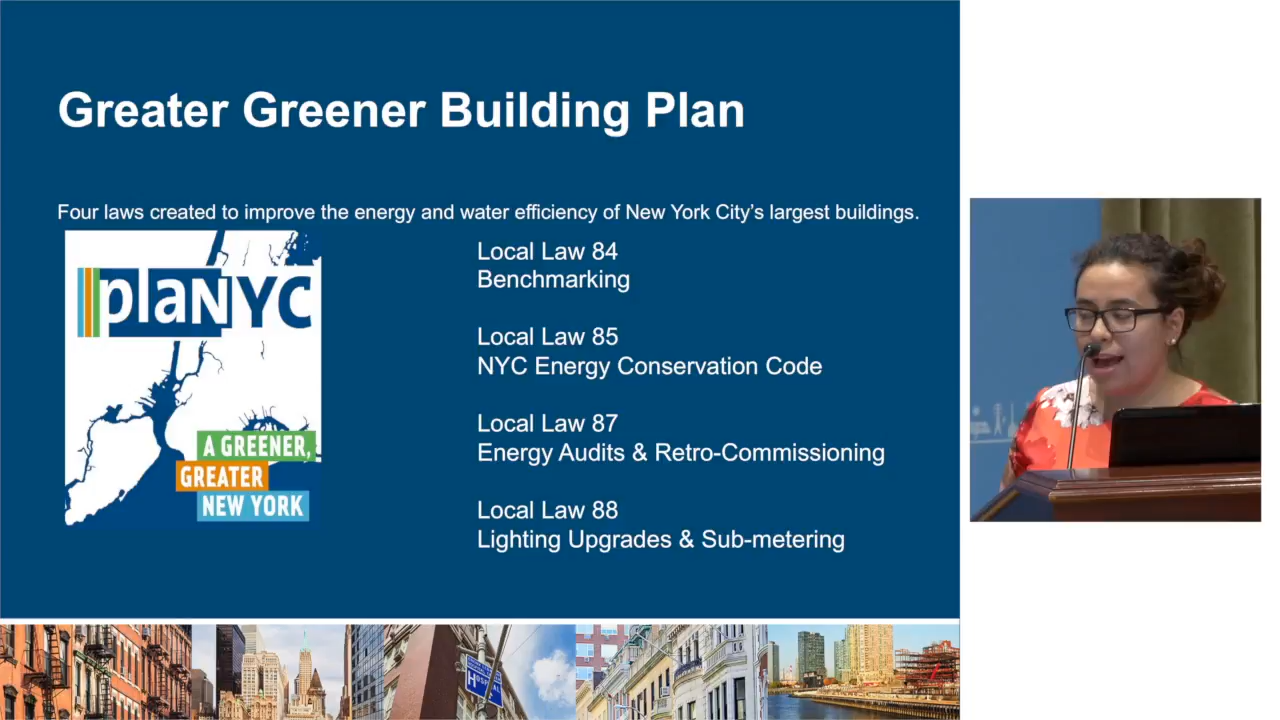 Greater Greener Building Plan
Four laws created to improve the energy and water efficiency of New York City's largest buildings.
plaNYC
A GREENER,
GREATER
NEW YORK
Local Law 84
Benchmarking
Local Law 85
NYC Energy Conservation Code
Local Law 87
Energy Audits & Retro-Commissioning
Local Law 88
Lighting Upgrades & Sub-metering
HOSPITAL